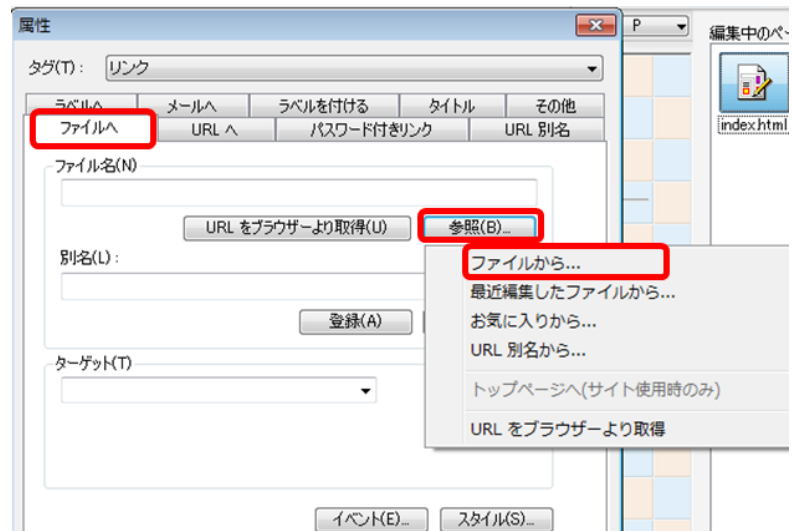 属性
P
編集中のペー
タグ(T): リンク
ラベルへ メールへ ラベルを付ける タイトル その他
ファイルへ URL へ パスワード付きリンク URL 別名
index.html
ファイル名(N)
URL をブラウザーより取得(U) 参照(B)...
別名(L):
ファイルから...
最近編集したファイルから...
登録(A)
お気に入りから...
URL 別名から...
ターゲット(T)
トップページへ(サイト使用時のみ)
URL をブラウザーより取得
イベント(E)... スタイル(S)...